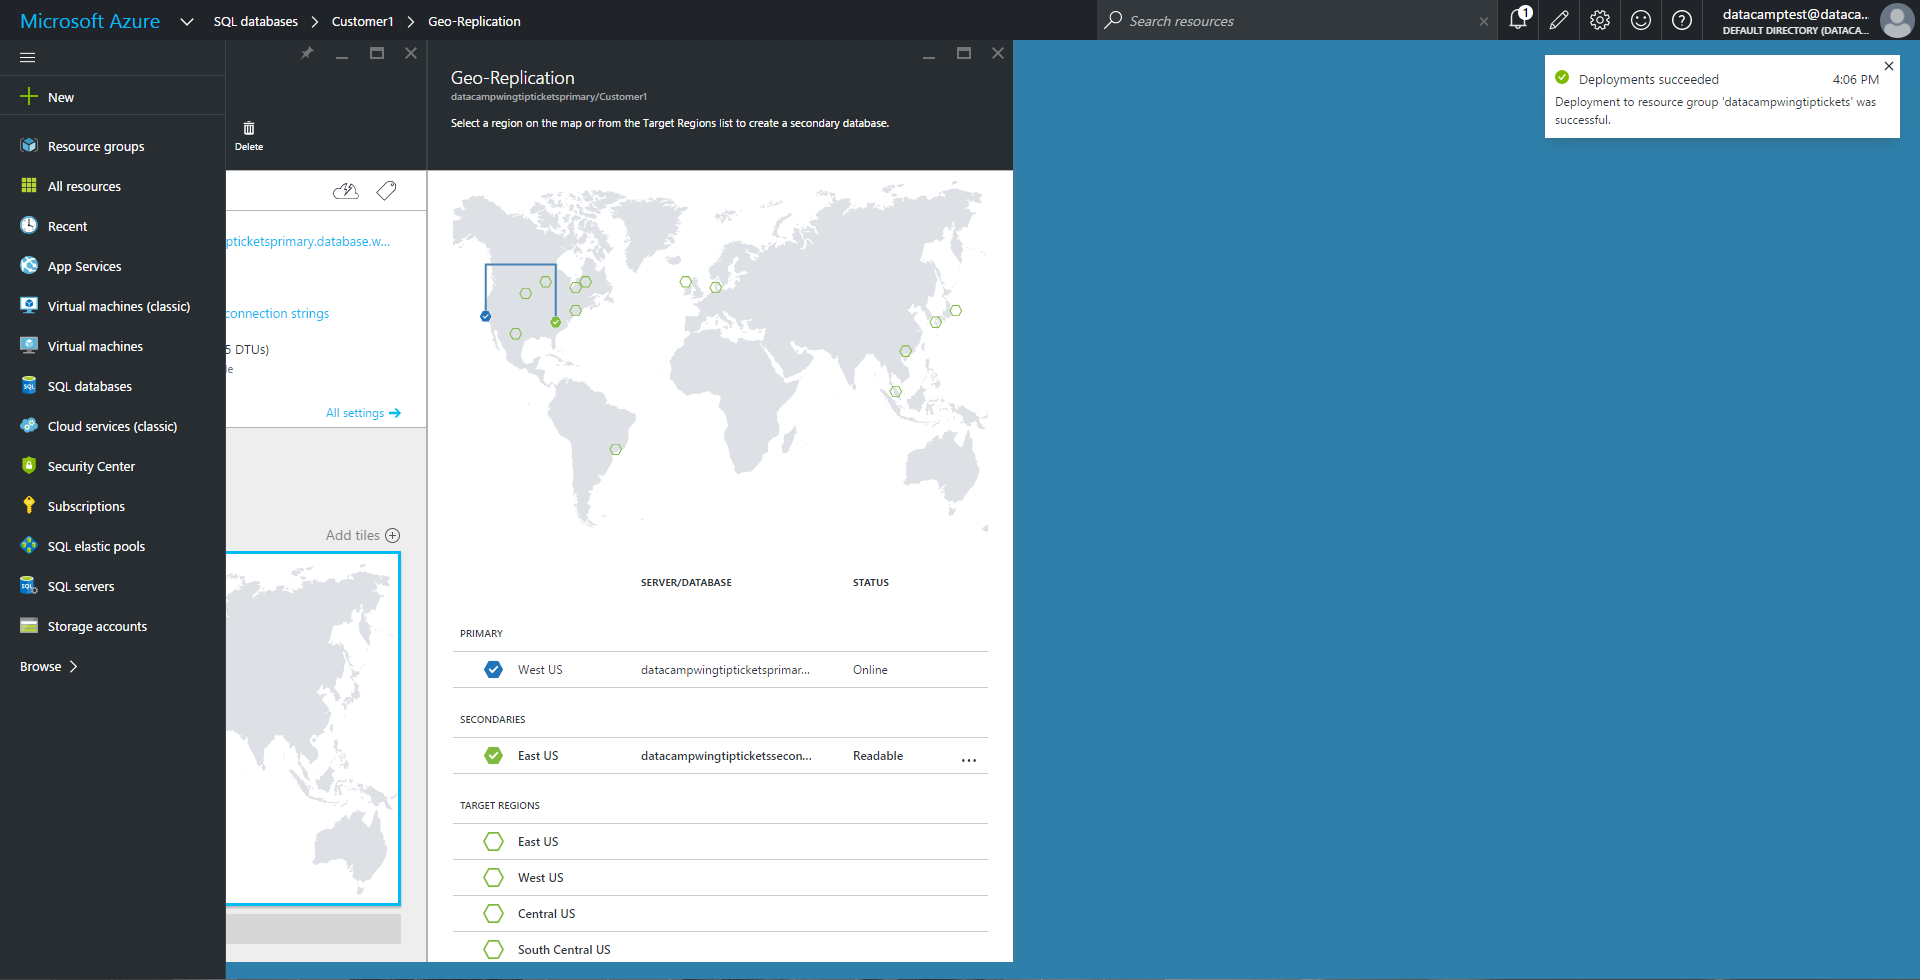 Microsoft Azure
SQL databases
Customer1
Geo-Replication
Search resources
1
datacamptest@dataca...
DEFAULT DIRECTORY (DATACA...
New
Resource groups
All resources
Recent
App Services
Virtual machines (classic)
Virtual machines
SQL databases
Cloud services (classic)
Security Center
Subscriptions
SQL elastic pools
SQL servers
Storage accounts
Browse
Delete
pticketsprimary.database.w...
connection strings
5 DTUs)
le
All settings
Add tiles
Geo-Replication
datacampwingtipticketsprimary/Customer1
Select a region on the map or from the Target Regions list to create a secondary database.
SERVER/DATABASE STATUS
PRIMARY
West US datacampwingtipticketsprimar... Online
SECONDARIES
East US datacampwingtipticketssecon... Readable ...
TARGET REGIONS
East US
West US
Central US
South Central US
Deployments succeeded 4:06 PM
Deployment to resource group 'datacampwingtiptickets' was
successful.